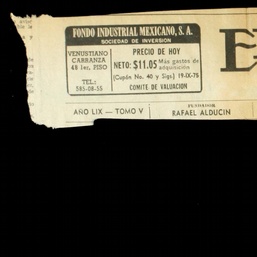 FONDO INDUSTRIAL MEXICANO, S. A.
SOCIEDAD DE INVERSION
VENUSTIANO
CARRANZA
48 1er. PISO
TEL:
585-08-55
PRECIO DE HOY
NETO: $11.05 Más gastos de
adquisición
(Cupón No. 40 y Sigs.) 19-IX-75
COMITE DE VALUACION
E
AÑO LIX — TOMO V
FUNDADOR
RAFAEL ALDUCIN